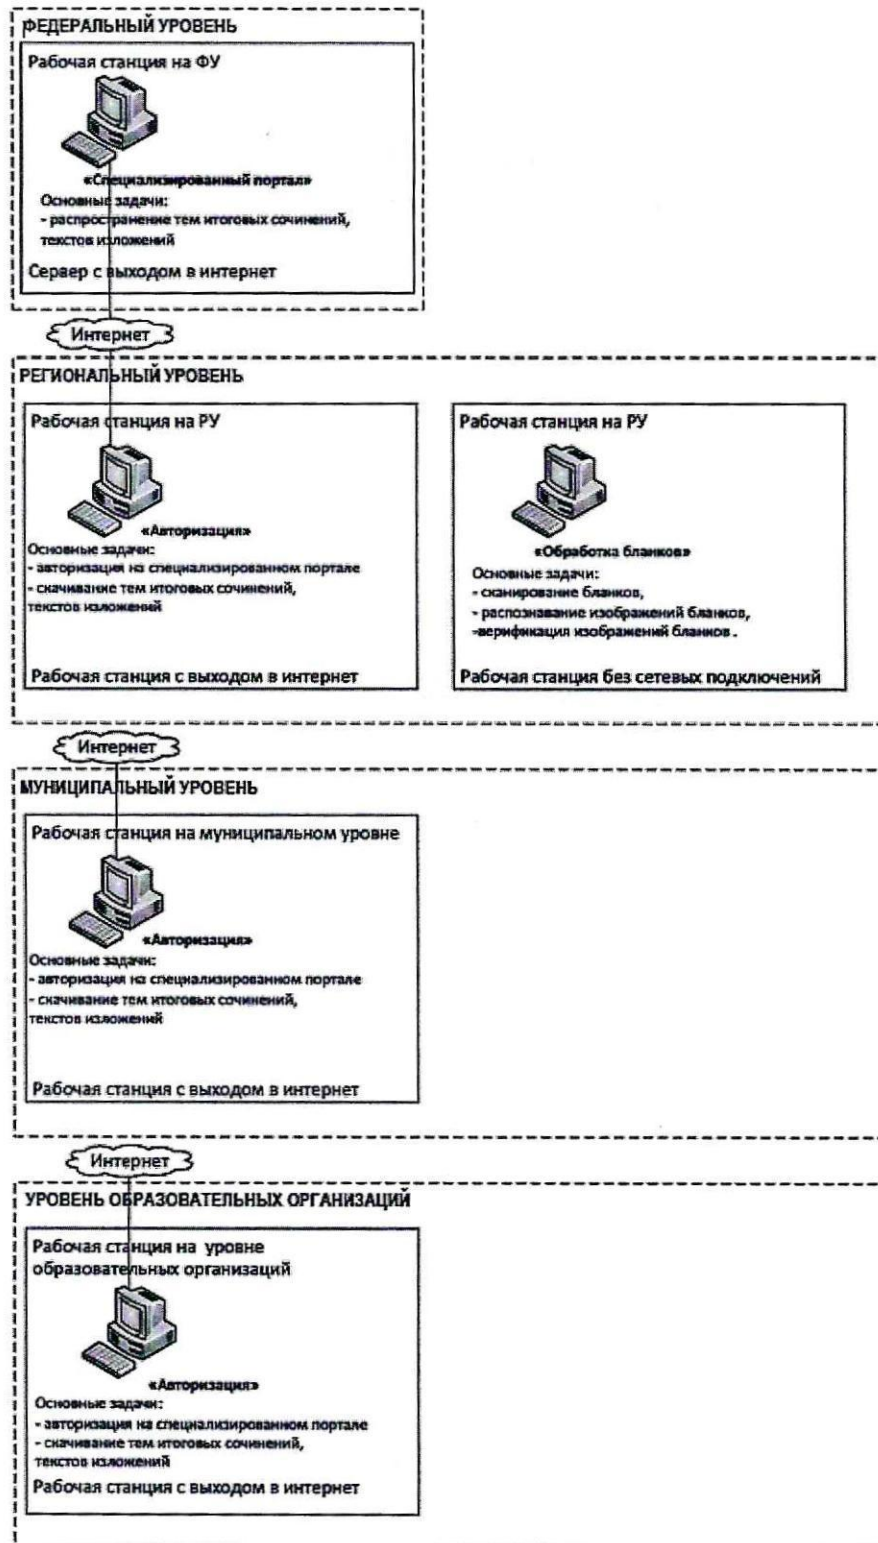 ФЕДЕРАЛЬНЫЙ УРОВЕНЬ
Рабочая станция на ФУ
«Специализированный портал»
Основные задачи:
- распространение тем итоговых сочинений,
текстов изложений
Сервер с выходом в интернет
Интернет
РЕГИОНАЛЬНЫЙ УРОВЕНЬ
Рабочая станция на РУ
«Авторизация»
Основные задачи:
- авторизация на специализированном портале
- скачивание тем итоговых сочинений,
текстов изложений
Рабочая станция с выходом в интернет
Рабочая станция на РУ
«Обработка бланков»
Основные задачи:
- сканирование бланков,
- распознавание изображений бланков,
-верификация изображений бланков .
Рабочая станция без сетевых подключений
Интернет
МУНИЦИПАЛЬНЫЙ УРОВЕНЬ
Рабочая станция на муниципальном уровне
«Авторизация»
Основные задачи:
- авторизация на специализированном портале
- скачивание тем итоговых сочинений,
текстов изложений
Рабочая станция с выходом в интернет
Интернет
УРОВЕНЬ ОБРАЗОВАТЕЛЬНЫХ ОРГАНИЗАЦИЙ
Рабочая станция на уровне
образовательных организаций
«Авторизация»
Основные задачи:
- авторизация на специализированном портале
- скачивание тем итоговых сочинений,
текстов изложений
Рабочая станция с выходом в интернет